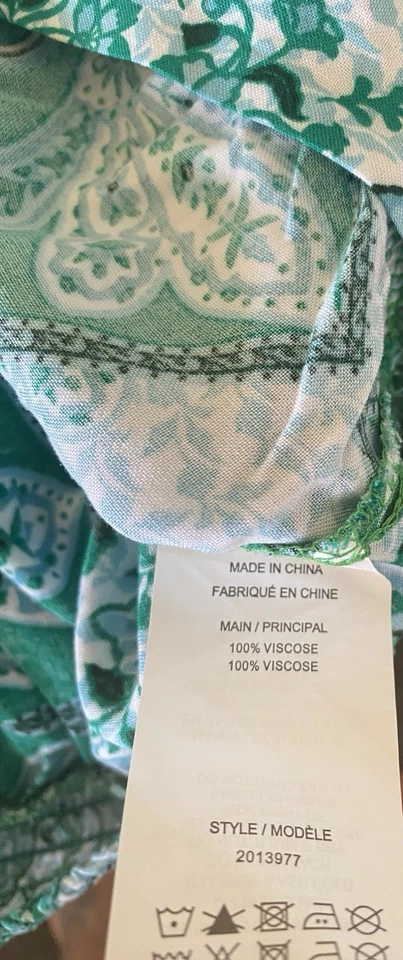 MADE IN CHINA
FABRIQUÉ EN CHINE
MAIN / PRINCIPAL
100% VISCOSE
100% VISCOSE
STYLE / MODÈLE
2013977